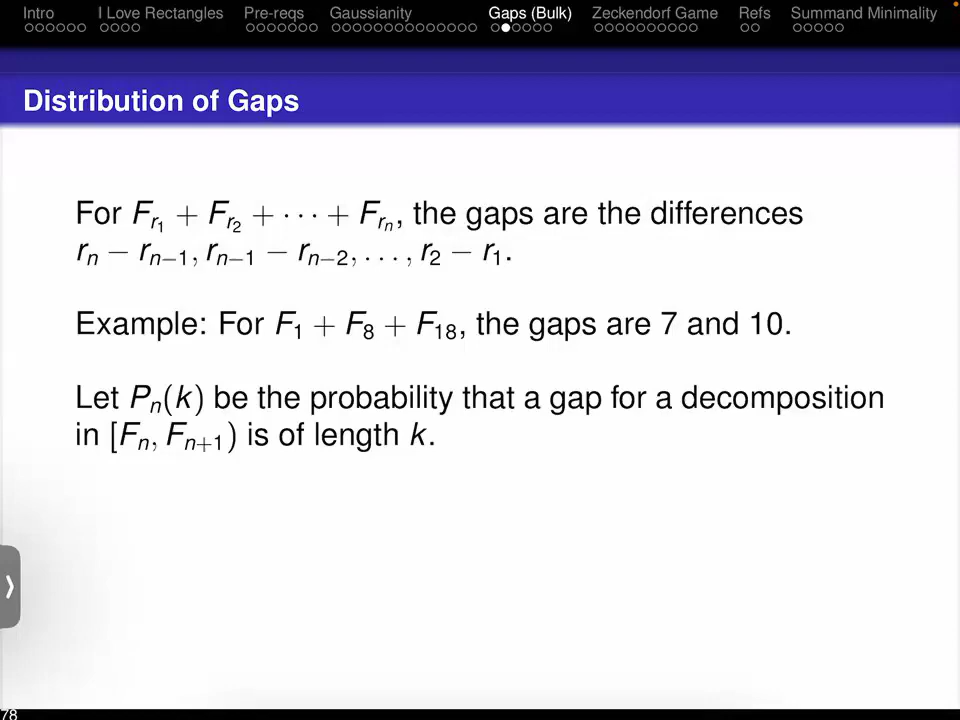 Intro I Love Rectangles Pre-reqs Gaussianity Gaps (Bulk) Zeckendorf Game Refs Summand Minimality
Distribution of Gaps
For F_{r_1} + F_{r_2} + ··· + F_{r_n}, the gaps are the differences
r_n − r_{n−1}, r_{n−1} − r_{n−2}, . . . , r_2 − r_1.
Example: For F_1 + F_8 + F_{18}, the gaps are 7 and 10.
Let P_n(k) be the probability that a gap for a decomposition
in [F_n, F_{n+1}) is of length k.
78